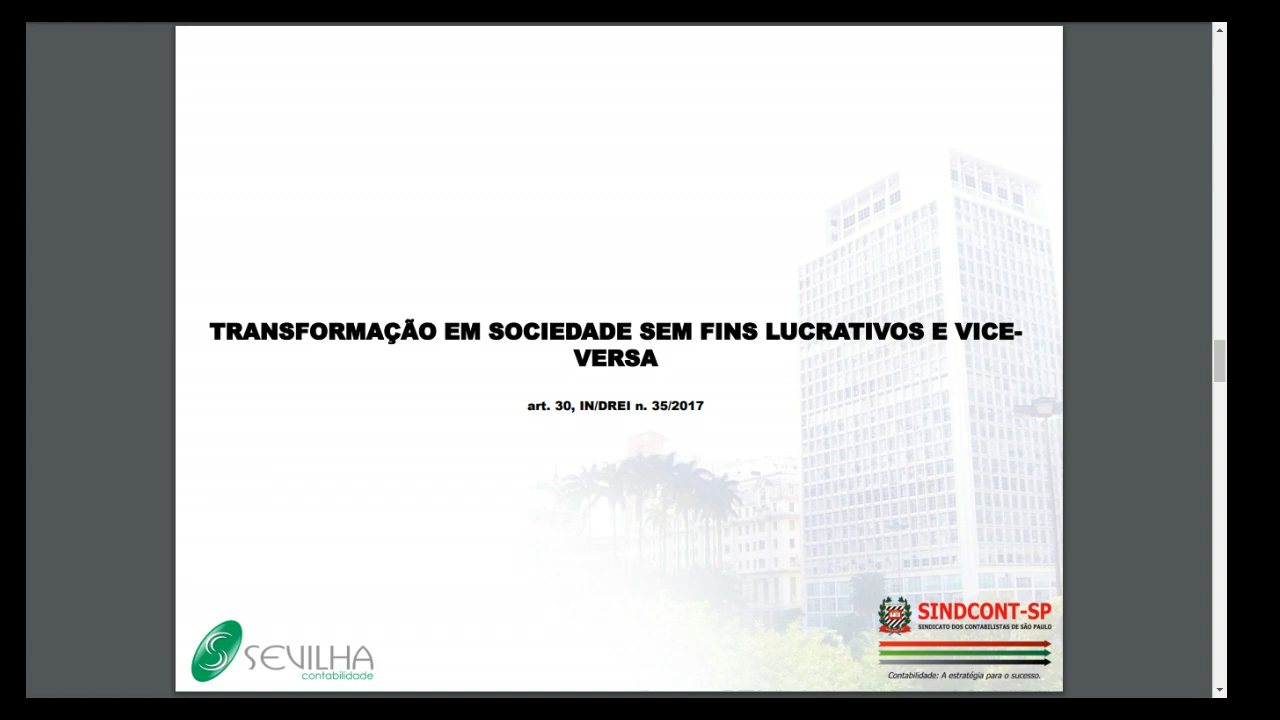 TRANSFORMAÇÃO EM SOCIEDADE SEM FINS LUCRATIVOS E VICE-
VERSA
art. 30, IN/DREI n. 35/2017
SEVILHA
contabilidade
SINDCONT-SP
SINDICATO DOS CONTABILISTAS DE SÃO PAULO
Contabilidade: A estratégia para o sucesso.